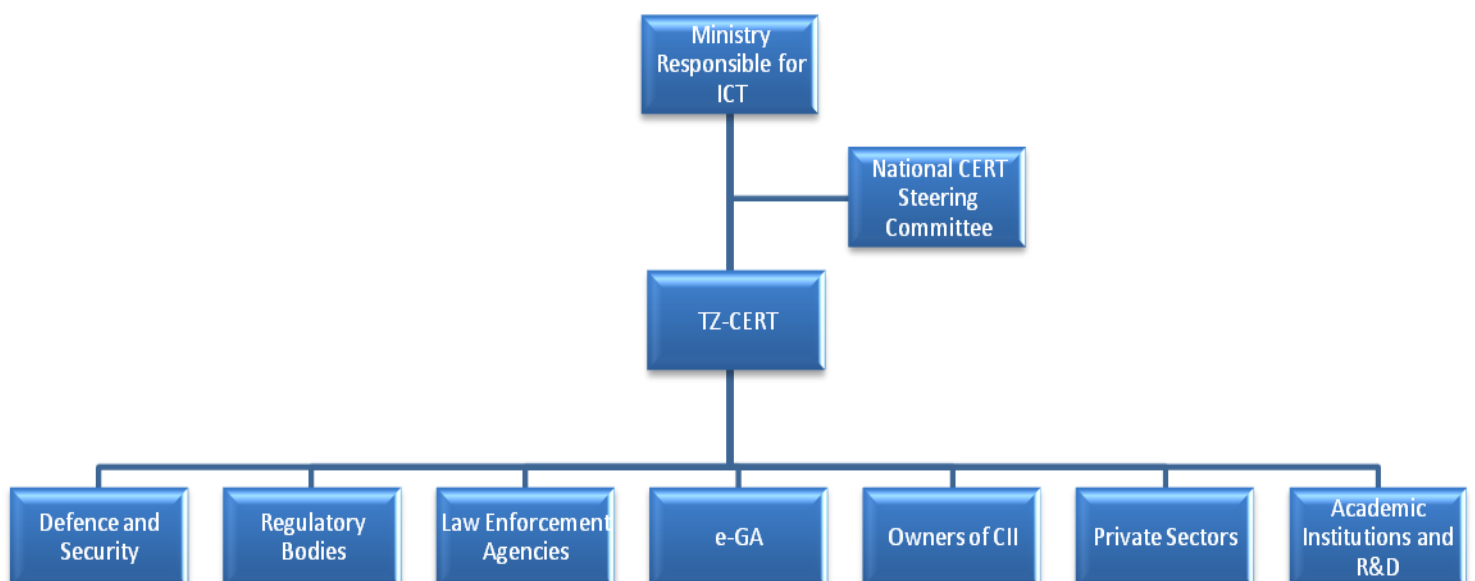 Ministry
Responsible for
ICT
National CERT
Steering
Committee
TZ-CERT
Defence and
Security
Regulatory
Bodies
Law Enforcement
Agencies
e-GA
Owners of CII
Private Sectors
Academic
Institutions and
R&D